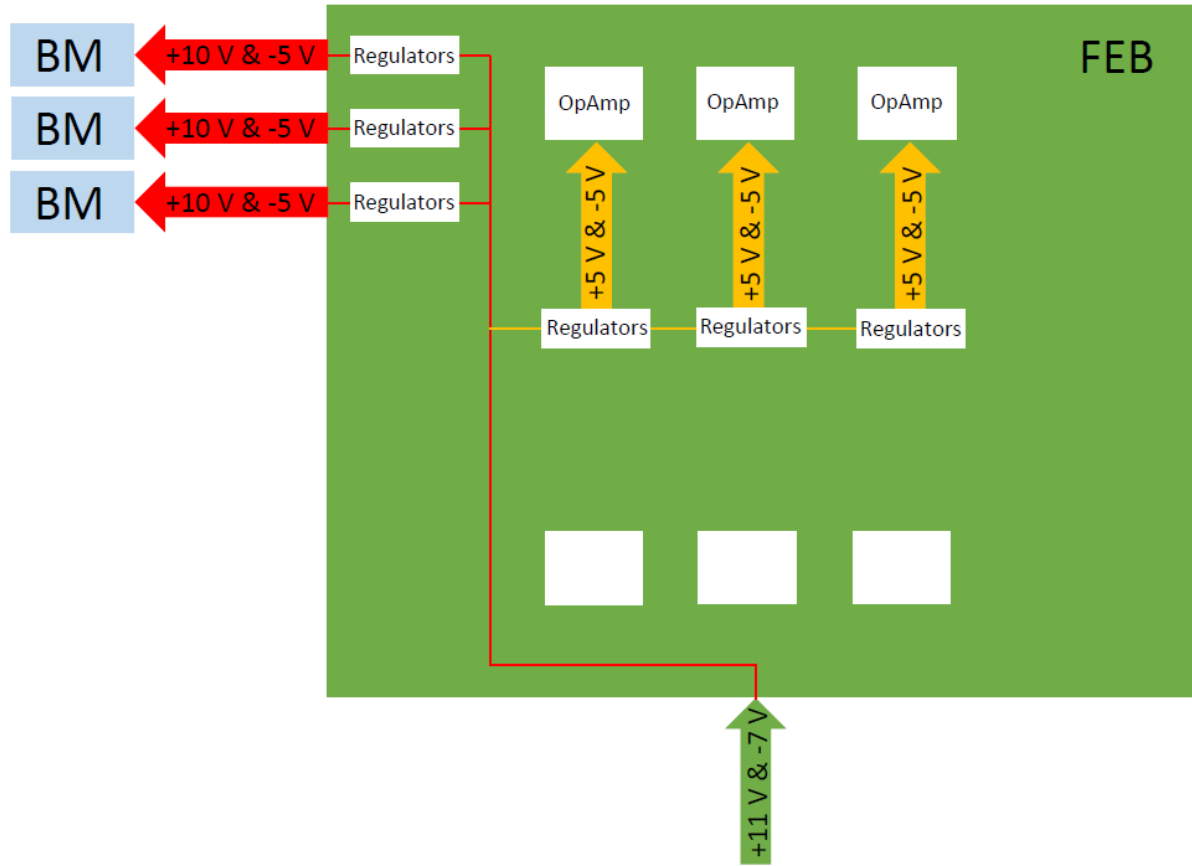 FEB
BM
+10 V & -5 V
Regulators
BM
+10 V & -5 V
Regulators
BM
+10 V & -5 V
Regulators
OpAmp
OpAmp
OpAmp
+5 V & -5 V
+5 V & -5 V
+5 V & -5 V
Regulators
Regulators
Regulators
+11 V & -7 V